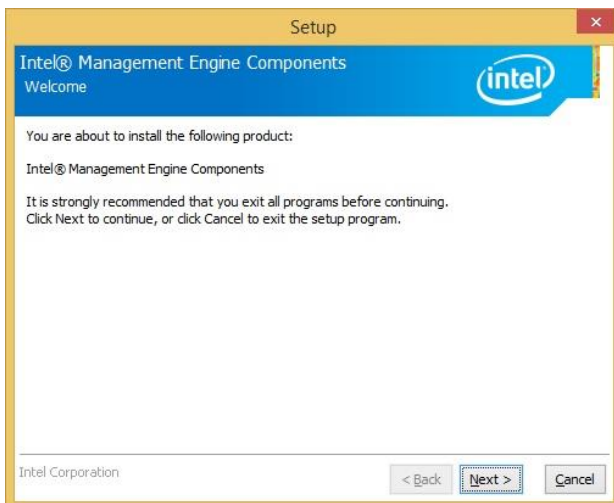 Setup
Intel® Management Engine Components
Welcome
intel
You are about to install the following product:
Intel® Management Engine Components
It is strongly recommended that you exit all programs before continuing.
Click Next to continue, or click Cancel to exit the setup program.
Intel Corporation
< Back Next > Cancel